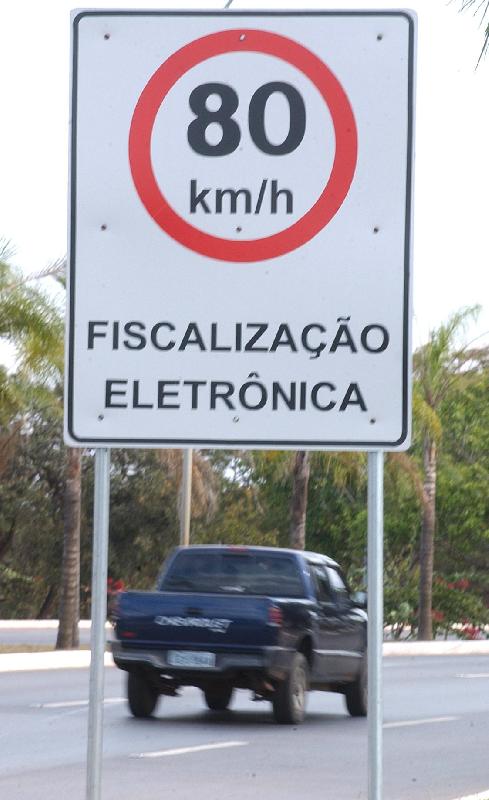 80
km/h
FISCALIZAÇÃO
ELETRÔNICA
CHEVROLET